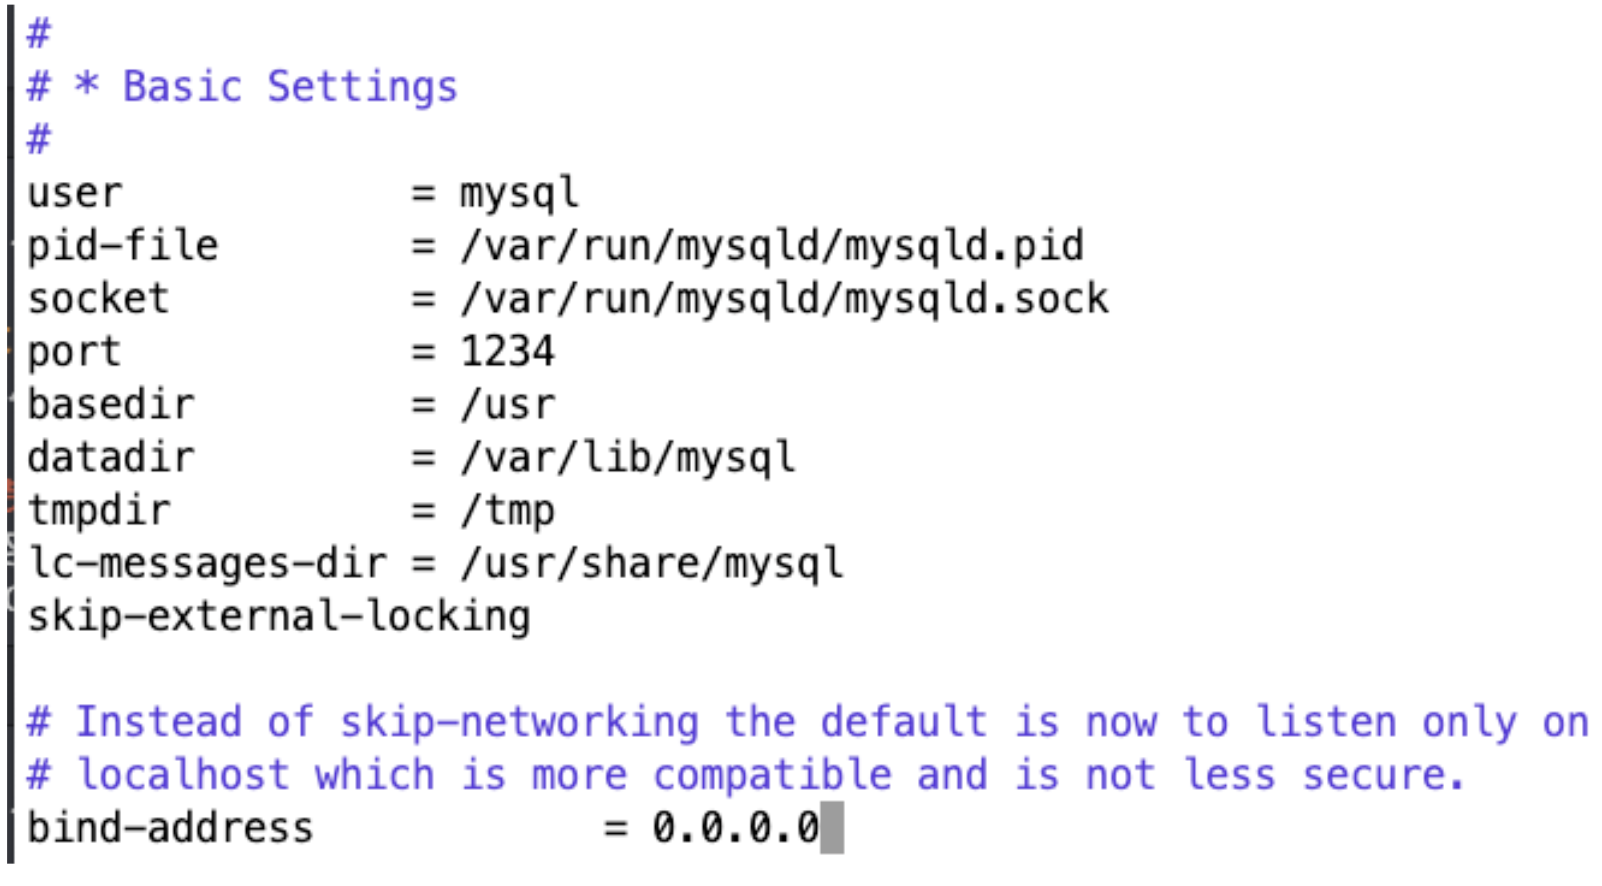 #
# * Basic Settings
#
user            = mysql
pid-file        = /var/run/mysqld/mysqld.pid
socket          = /var/run/mysqld/mysqld.sock
port            = 1234
basedir         = /usr
datadir         = /var/lib/mysql
tmpdir          = /tmp
lc-messages-dir = /usr/share/mysql
skip-external-locking

# Instead of skip-networking the default is now to listen only on
# localhost which is more compatible and is not less secure.
bind-address            = 0.0.0.0